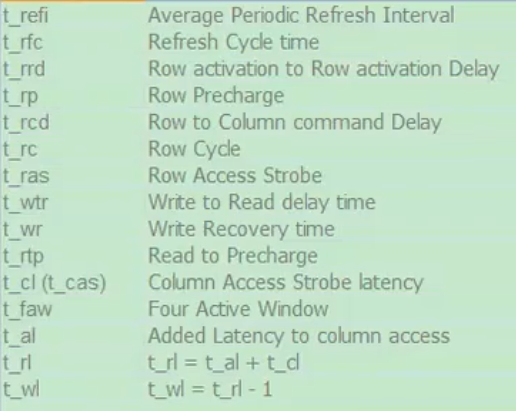 t_refi Average Periodic Refresh Interval
t_rfc Refresh Cycle time
t_rrd Row activation to Row activation Delay
t_rp Row Precharge
t_rcd Row to Column command Delay
t_rc Row Cycle
t_ras Row Access Strobe
t_wtr Write to Read delay time
t_wr Write Recovery time
t_rtp Read to Precharge
t_cl (t_cas) Column Access Strobe latency
t_faw Four Active Window
t_al Added Latency to column access
t_rl t_rl = t_al + t_cl
t_wl t_wl = t_rl - 1